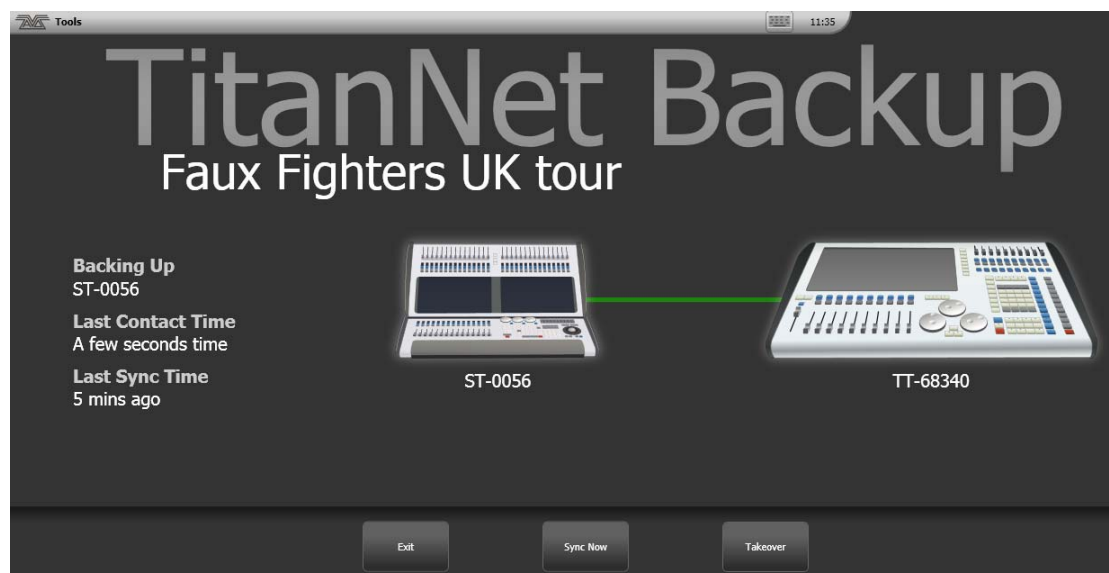 Tools
11:35
TitanNet Backup
Faux Fighters UK tour
Backing Up
ST-0056
Last Contact Time
A few seconds time
Last Sync Time
5 mins ago
ST-0056
TT-68340
Exit
Sync Now
Takeover